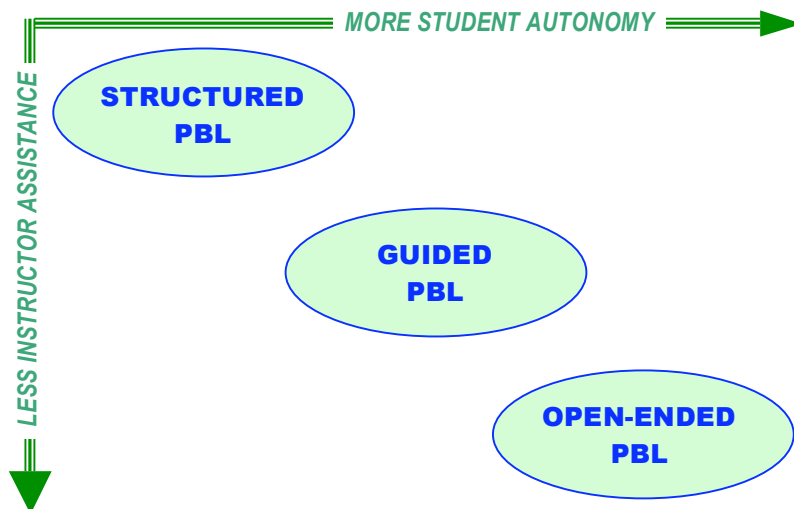 MORE STUDENT AUTONOMY
LESS INSTRUCTOR ASSISTANCE
STRUCTURED
PBL
GUIDED
PBL
OPEN-ENDED
PBL